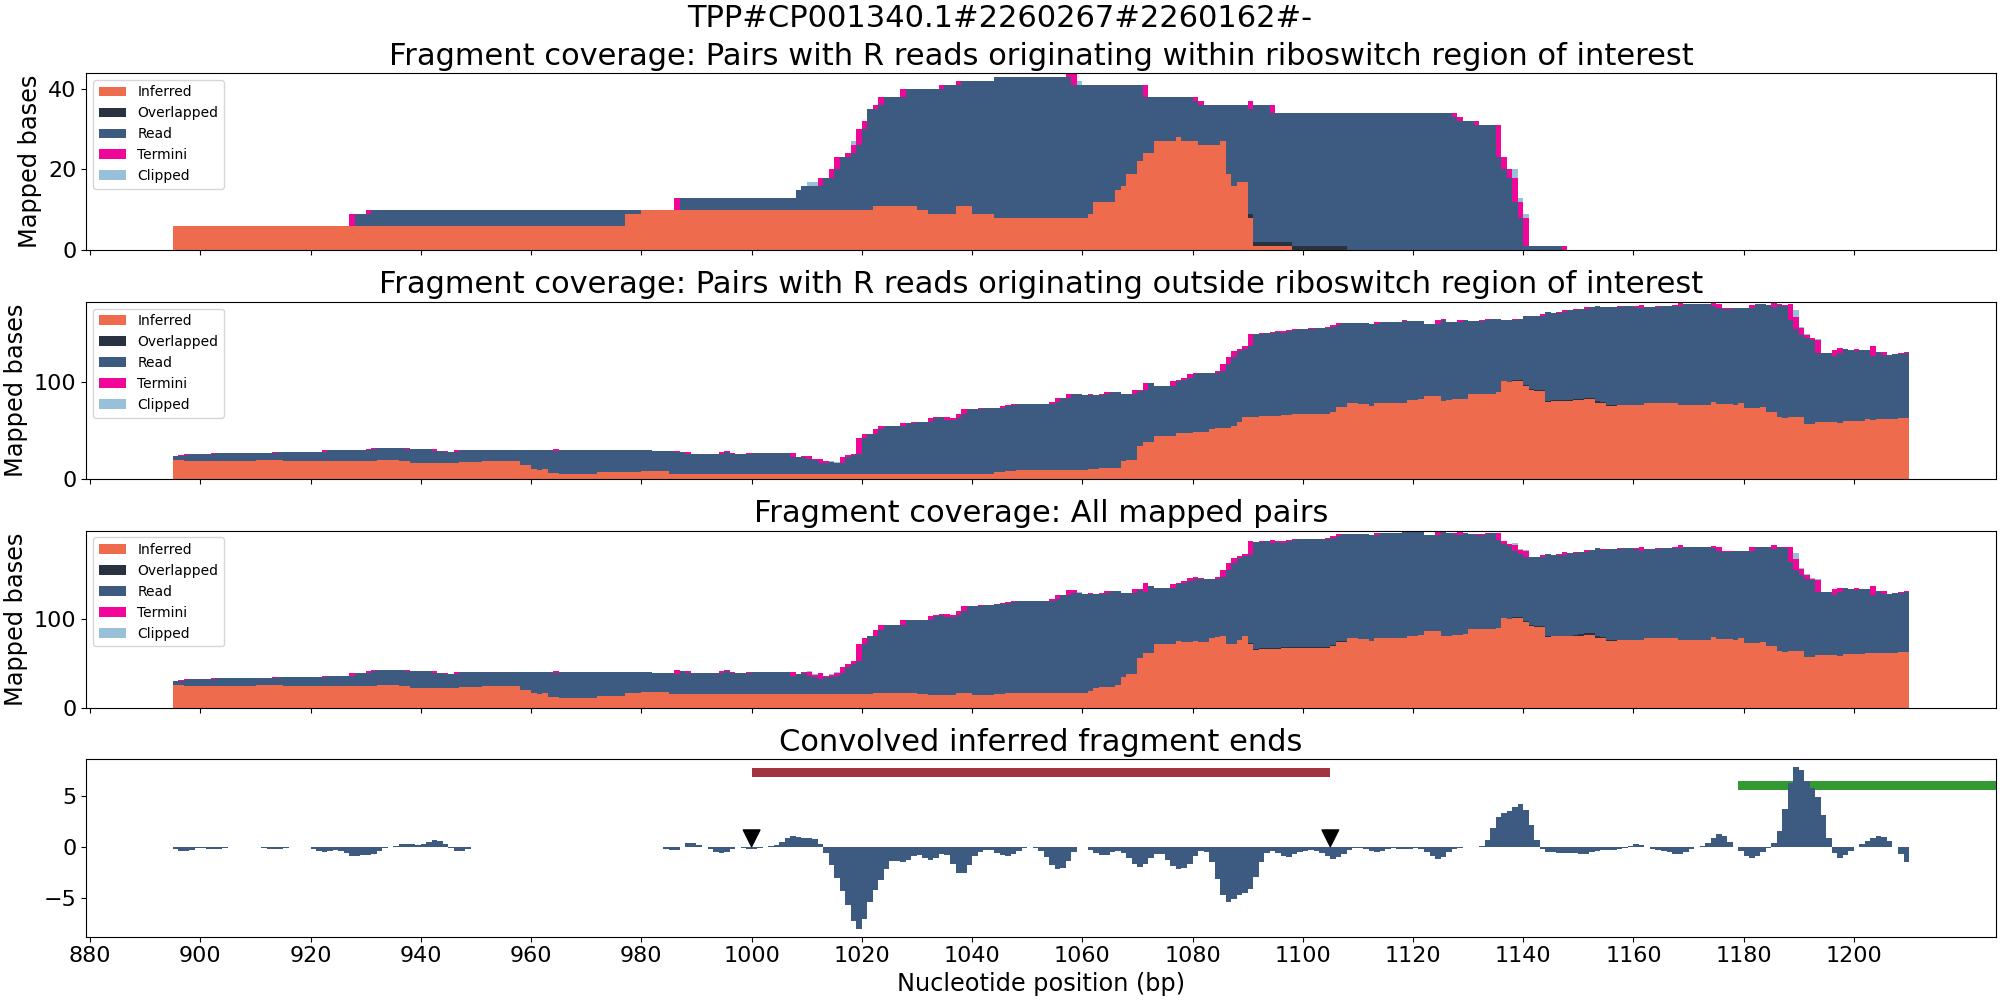 TPP#CP001340.1#2260267#2260162#-
Fragment coverage: Pairs with R reads originating within riboswitch region of interest
Mapped bases
40
20
0
Inferred
Overlapped
Read
Termini
Clipped
Fragment coverage: Pairs with R reads originating outside riboswitch region of interest
Mapped bases
100
0
Inferred
Overlapped
Read
Termini
Clipped
Fragment coverage: All mapped pairs
Mapped bases
100
0
Inferred
Overlapped
Read
Termini
Clipped
Convolved inferred fragment ends
5
0
−5
880 900 920 940 960 980 1000 1020 1040 1060 1080 1100 1120 1140 1160 1180 1200
Nucleotide position (bp)